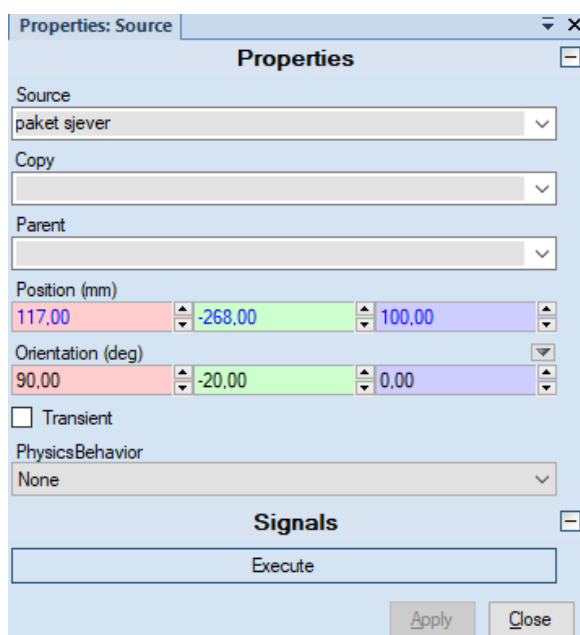 Properties: Source
Properties
Source
paket sjever
Copy
Parent
Position (mm)
117,00 -268,00 100,00
Orientation (deg)
90,00 -20,00 0,00
Transient
PhysicsBehavior
None
Signals
Execute
Apply Close